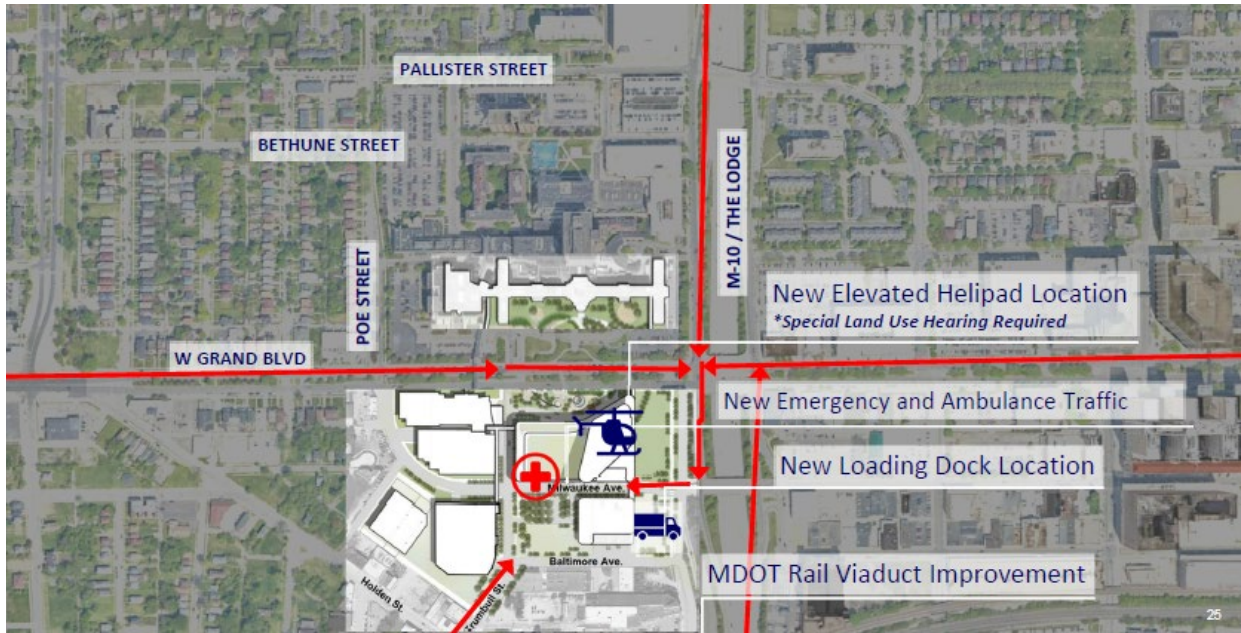 PALLISTER STREET
BETHUNE STREET
POE STREET
M-10 / THE LODGE
New Elevated Helipad Location
*Special Land Use Hearing Required
W GRAND BLVD
New Emergency and Ambulance Traffic
New Loading Dock Location
Milwaukee Ave.
Baltimore Ave.
MDOT Rail Viaduct Improvement
Holden St.
Trumbull St.
25